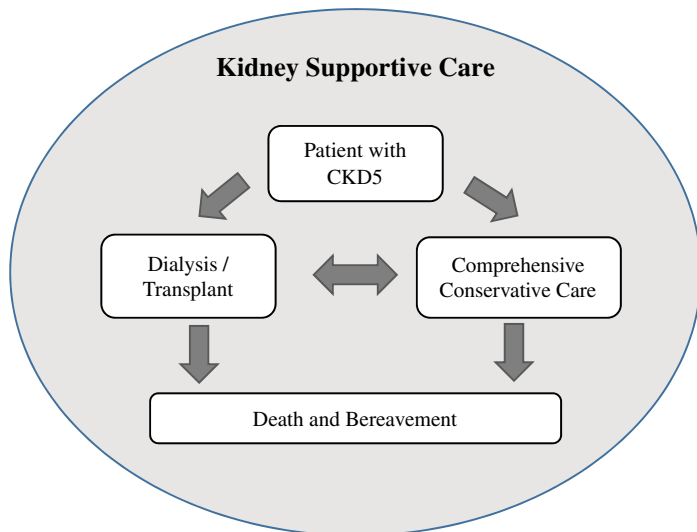 Kidney Supportive Care
Patient with
CKD5
Dialysis /
Transplant
Comprehensive
Conservative Care
Death and Bereavement